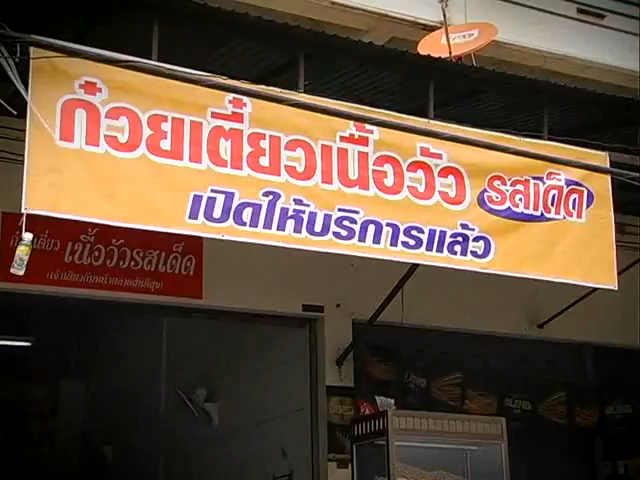 ก๋วยเตี๋ยวเนื้อวัว รสเด็ด
เปิดให้บริการแล้ว
เนื้อวัวรสเด็ด